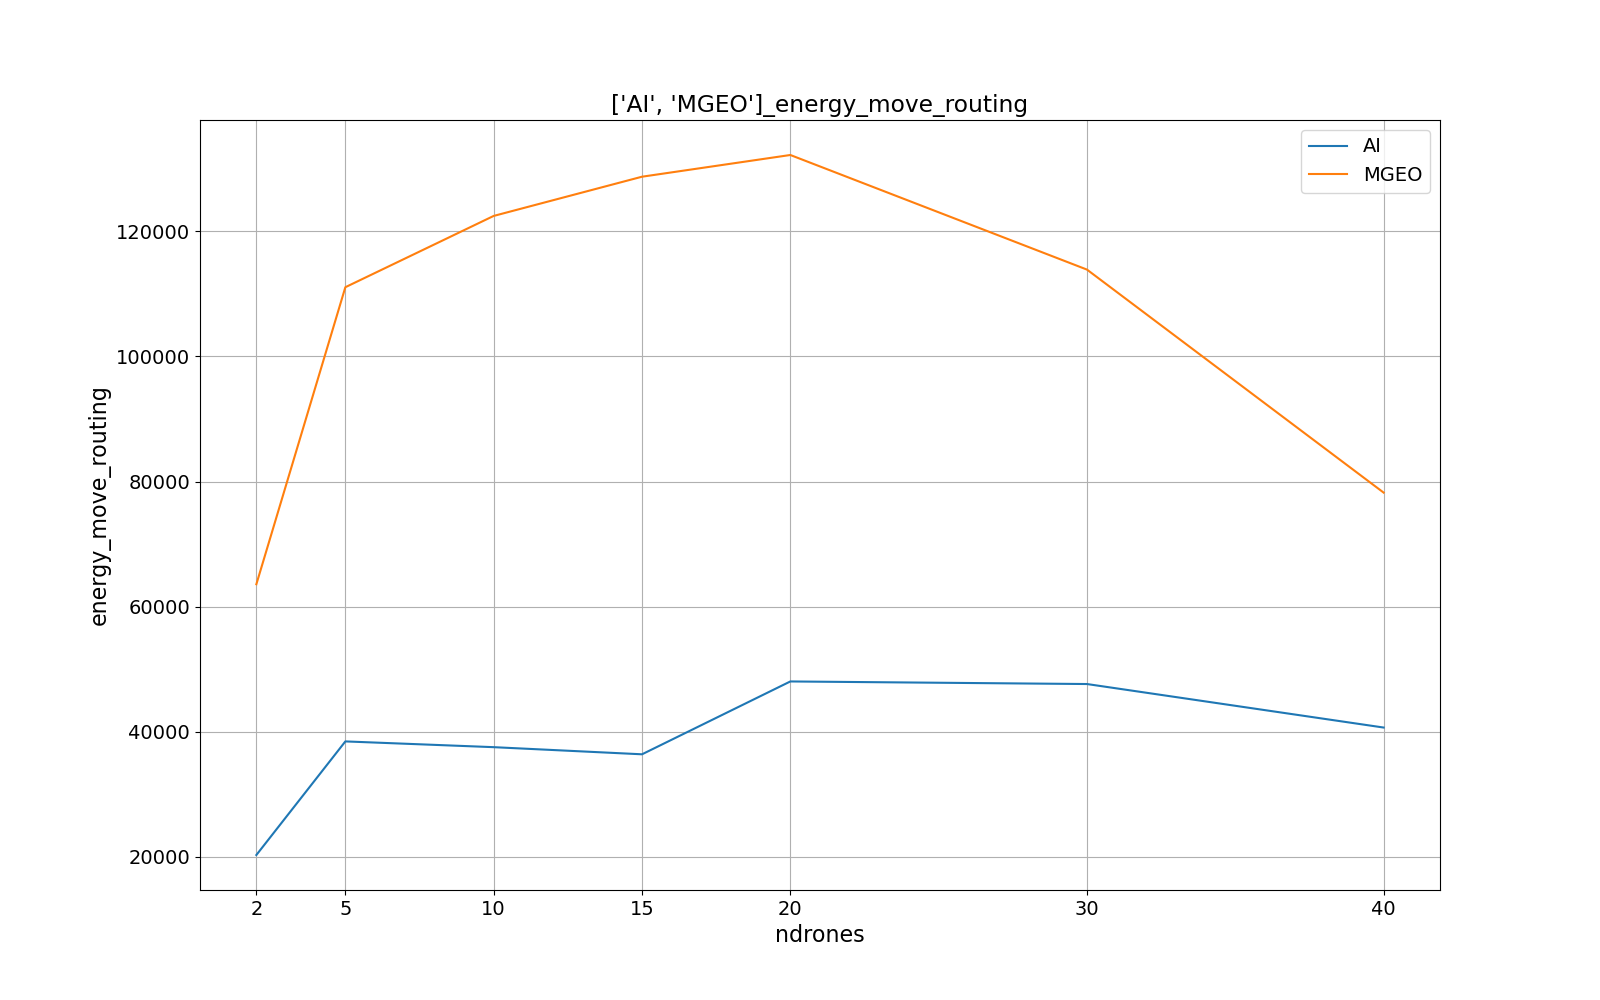 ['AI', 'MGEO']_energy_move_routing
AI
MGEO
120000
100000
80000
60000
40000
20000
energy_move_routing
2 5 10 15 20 30 40
ndrones